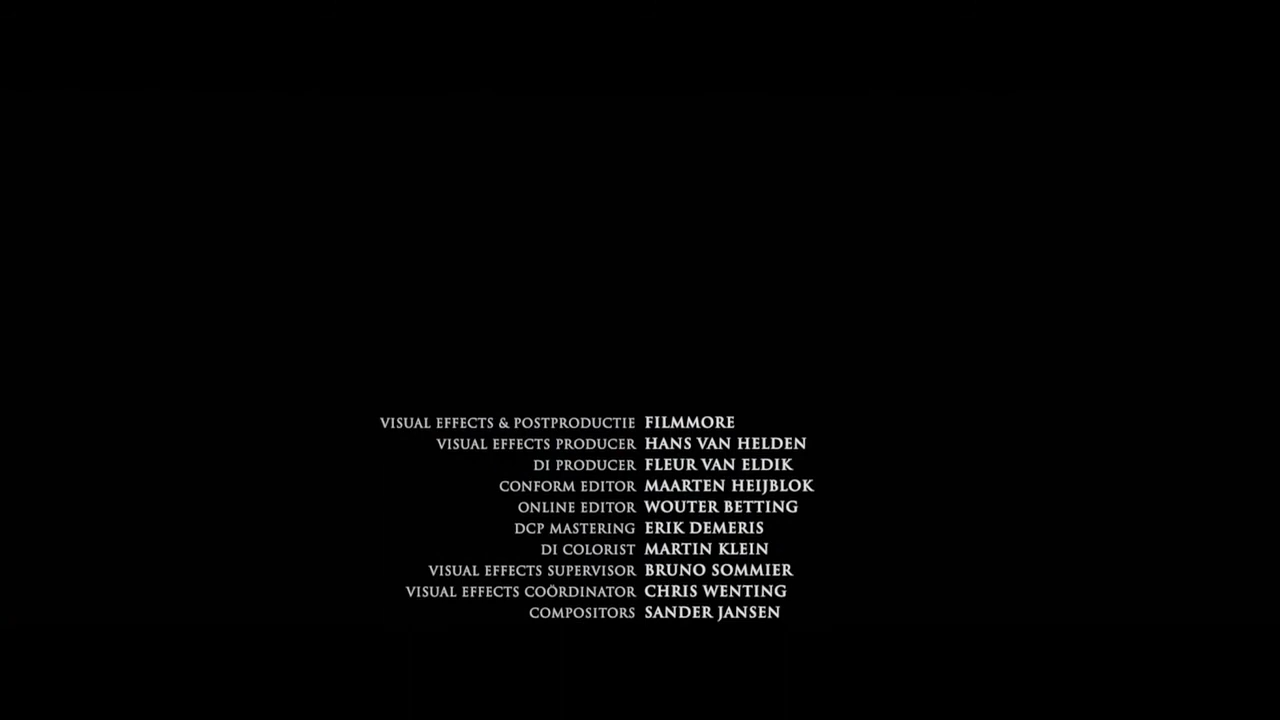 VISUAL EFFECTS & POSTPRODUCTIE FILMMORE
VISUAL EFFECTS PRODUCER HANS VAN HELDEN
DI PRODUCER FLEUR VAN ELDIK
CONFORM EDITOR MAARTEN HEIJBLOK
ONLINE EDITOR WOUTER BETTING
DCP MASTERING ERIK DEMERIS
DI COLORIST MARTIN KLEIN
VISUAL EFFECTS SUPERVISOR BRUNO SOMMIER
VISUAL EFFECTS COÖRDINATOR CHRIS WENTING
COMPOSITORS SANDER JANSEN